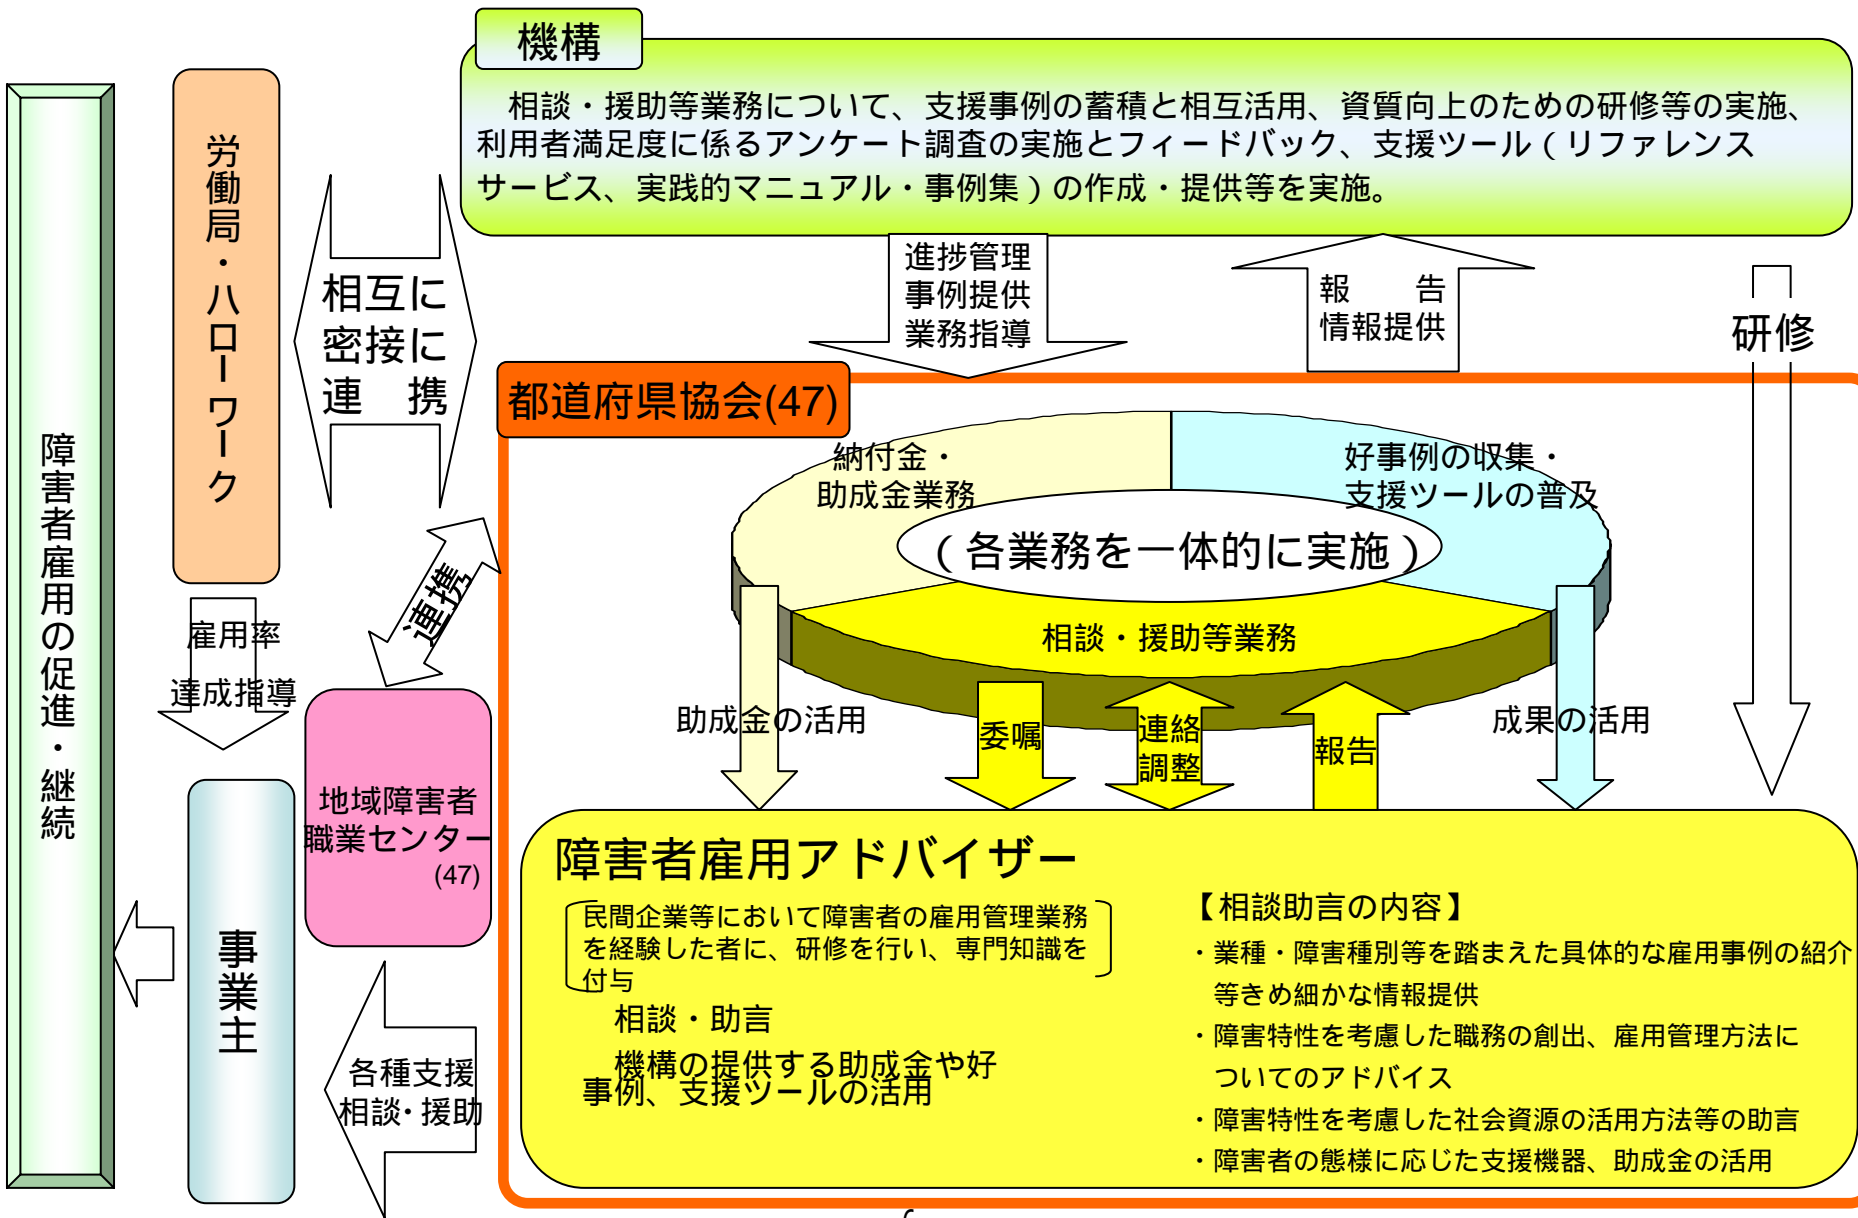 機構
相談・援助等業務について、支援事例の蓄積と相互活用、資質向上のための研修等の実施、
利用者満足度に係るアンケート調査の実施とフィードバック、支援ツール（リファレンス
サービス、実践的マニュアル・事例集）の作成・提供等を実施。
障害者雇用の促進・継続
労働局・ハローワーク
相互に
密接に
連　携
進捗管理
事例提供
業務指導
報　　告
情報提供
研修
都道府県協会(47)
納付金・
助成金業務
好事例の収集・
支援ツールの普及
（各業務を一体的に実施）
相談・援助等業務
連携
雇用率
達成指導
地域障害者
職業センター
(47)
助成金の活用
委嘱
連絡
調整
報告
成果の活用
事業主
各種支援
相談・援助
障害者雇用アドバイザー
民間企業等において障害者の雇用管理業務
を経験した者に、研修を行い、専門知識を
付与
相談・助言
機構の提供する助成金や好
事例、支援ツールの活用
【相談助言の内容】
・業種・障害種別等を踏まえた具体的な雇用事例の紹介
等きめ細かな情報提供
・障害特性を考慮した職務の創出、雇用管理方法に
ついてのアドバイス
・障害特性を考慮した社会資源の活用方法等の助言
・障害者の態様に応じた支援機器、助成金の活用